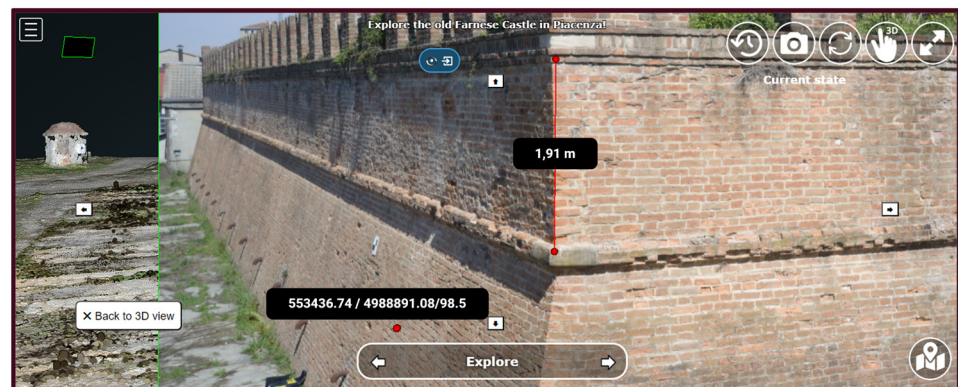 Explore the old Farnese Castle in Piacenza!
3D
Current state
1,91 m
553436.74 / 4988891.08/98.5
✕ Back to 3D view
Explore